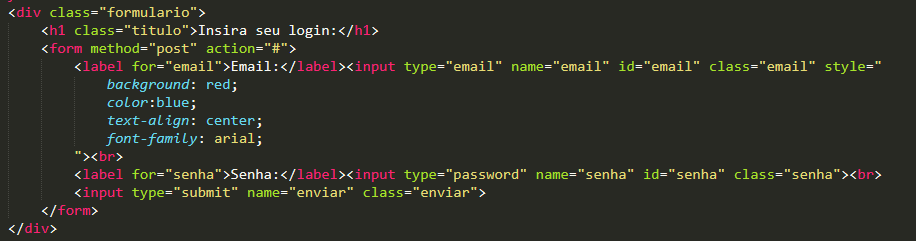 <div class="formulario">
<h1 class="titulo">Insira seu login:</h1>
<form method="post" action="#">
<label for="email">Email:</label><input type="email" name="email" id="email" class="email" style="
background: red;
color:blue;
text-align: center;
font-family: arial;
"><br>
<label for="senha">Senha:</label><input type="password" name="senha" id="senha" class="senha"><br>
<input type="submit" name="enviar" class="enviar">
</form>
</div>